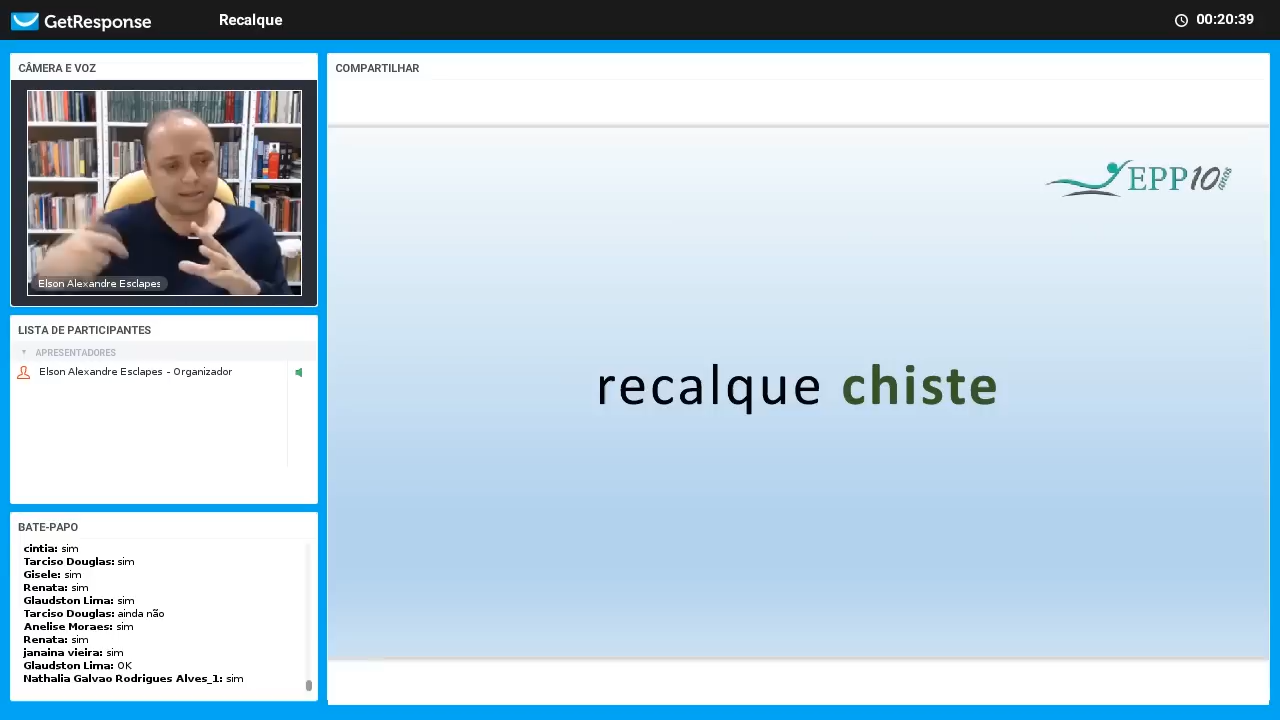 GetResponse
Recalque
00:20:39
CÂMERA E VOZ
Elson Alexandre Esclapes
LISTA DE PARTICIPANTES
APRESENTADORES
Elson Alexandre Esclapes - Organizador
BATE-PAPO
cintia: sim
Tarciso Douglas: sim
Gisele: sim
Renata: sim
Glaudston Lima: sim
Tarciso Douglas: ainda não
Anelise Moraes: sim
Renata: sim
janaina vieira: sim
Glaudston Lima: OK
Nathalia Galvao Rodrigues Alves_1: sim
COMPARTILHAR
EPP10 anos
recalque chiste